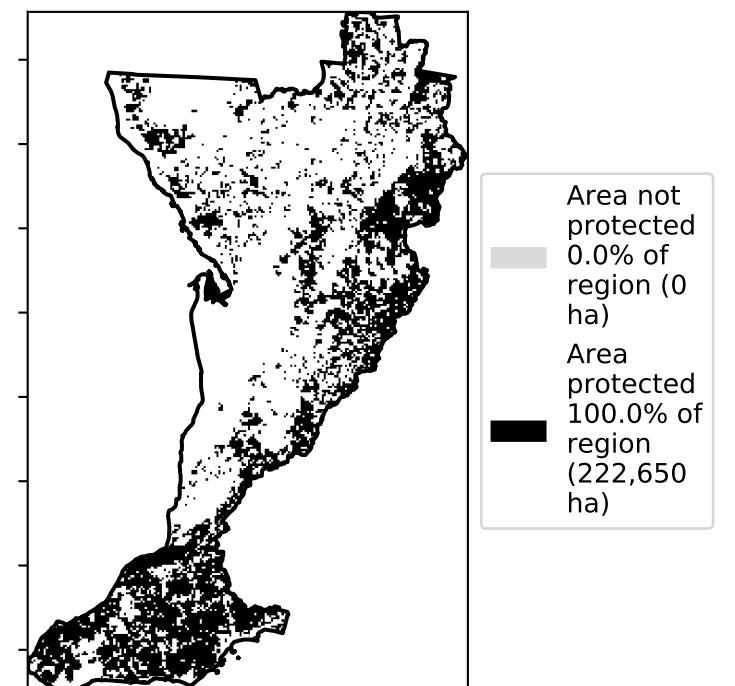 Area not
protected
0.0% of
region (0
ha)
Area
protected
100.0% of
region
(222,650
ha)